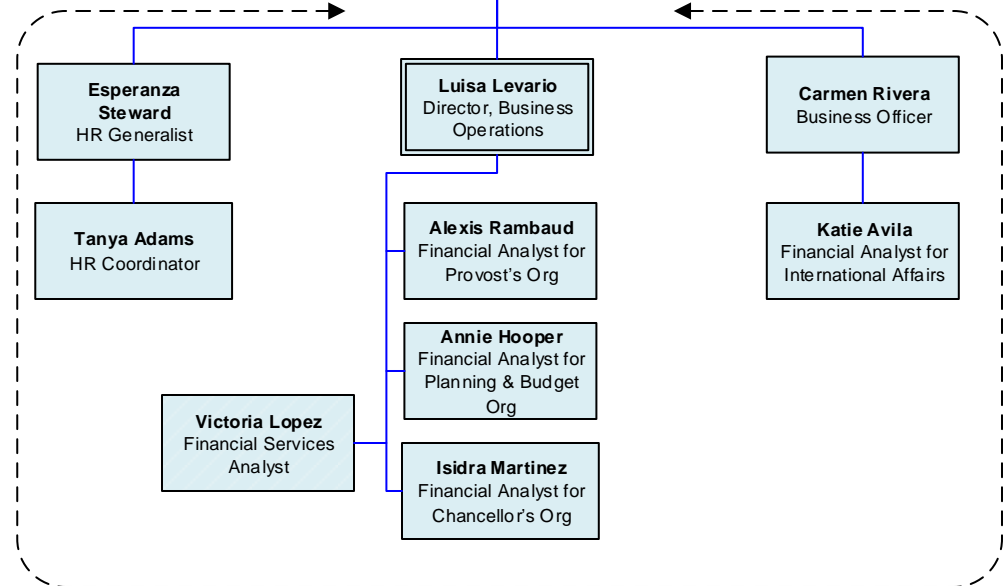 Esperanza
Steward
HR Generalist
Luisa Levario
Director, Business
Operations
Carmen Rivera
Business Officer
Tanya Adams
HR Coordinator
Alexis Rambaud
Financial Analyst for
Provost's Org
Katie Avila
Financial Analyst for
International Affairs
Annie Hooper
Financial Analyst for
Planning & Budget
Org
Victoria Lopez
Financial Services
Analyst
Isidra Martinez
Financial Analyst for
Chancellor's Org